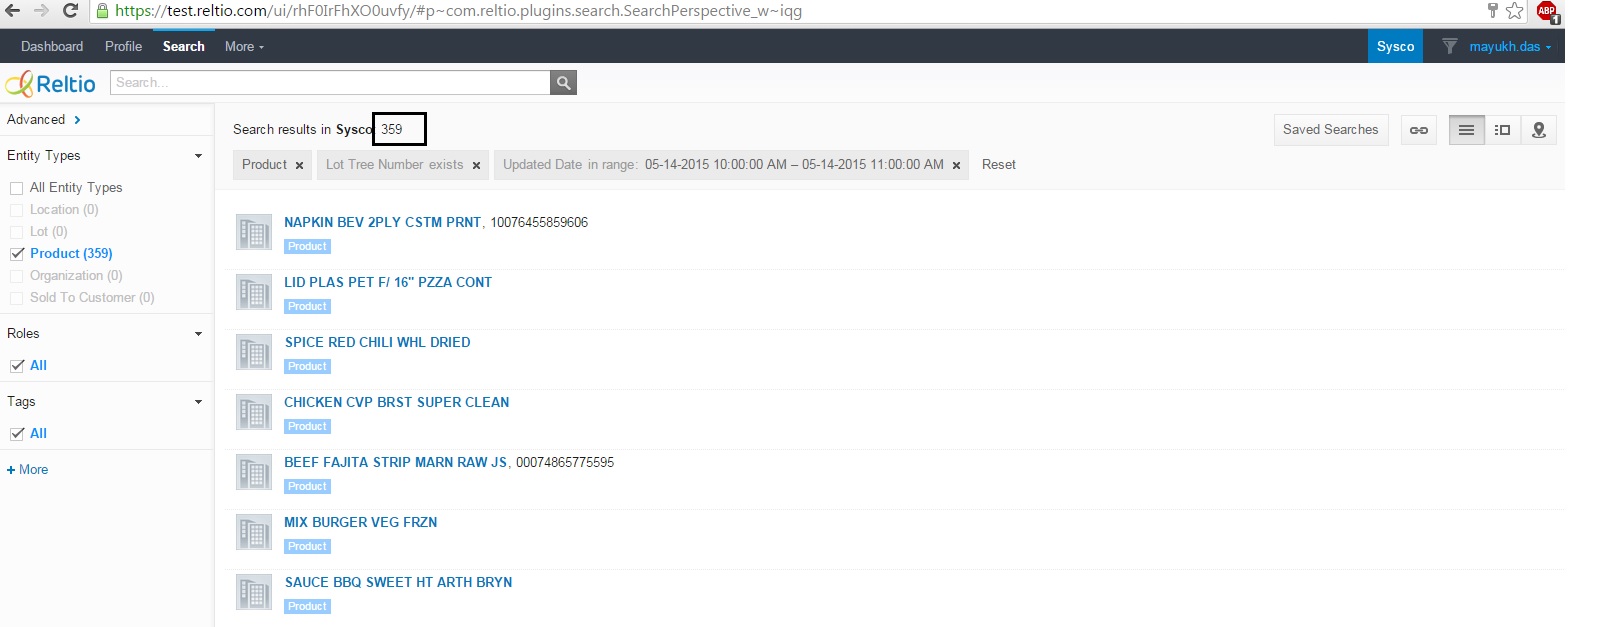 https://test.reltio.com/ui/rhF0IrFhXO0uvfy/#p~com.reltio.plugins.search.SearchPerspective_w~iqg
ABP
1
Dashboard Profile Search More Sysco mayukh.das
Reltio Search...
Advanced
Search results in Sysco 359 Saved Searches
Entity Types
Product × Lot Tree Number exists × Updated Date in range: 05-14-2015 10:00:00 AM – 05-14-2015 11:00:00 AM × Reset
All Entity Types
Location (0)
Lot (0)
Product (359)
Organization (0)
Sold To Customer (0)
Roles
All
Tags
All
+ More
NAPKIN BEV 2PLY CSTM PRNT, 10076455859606
Product
LID PLAS PET F/ 16" PZZA CONT
Product
SPICE RED CHILI WHL DRIED
Product
CHICKEN CVP BRST SUPER CLEAN
Product
BEEF FAJITA STRIP MARN RAW JS, 00074865775595
Product
MIX BURGER VEG FRZN
Product
SAUCE BBQ SWEET HT ARTH BRYN
Product